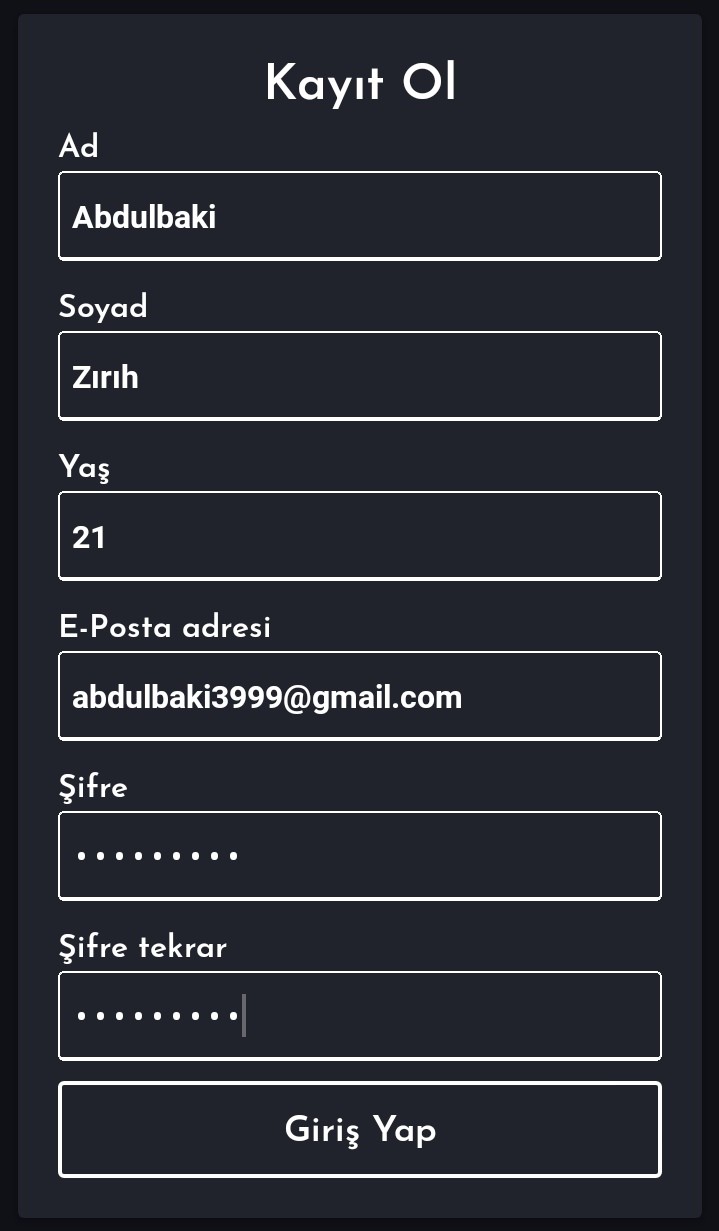 Kayıt Ol
Ad
Abdulbaki
Soyad
Zırıh
Yaş
21
E-Posta adresi
abdulbaki3999@gmail.com
Şifre
•••••••••
Şifre tekrar
•••••••••
Giriş Yap